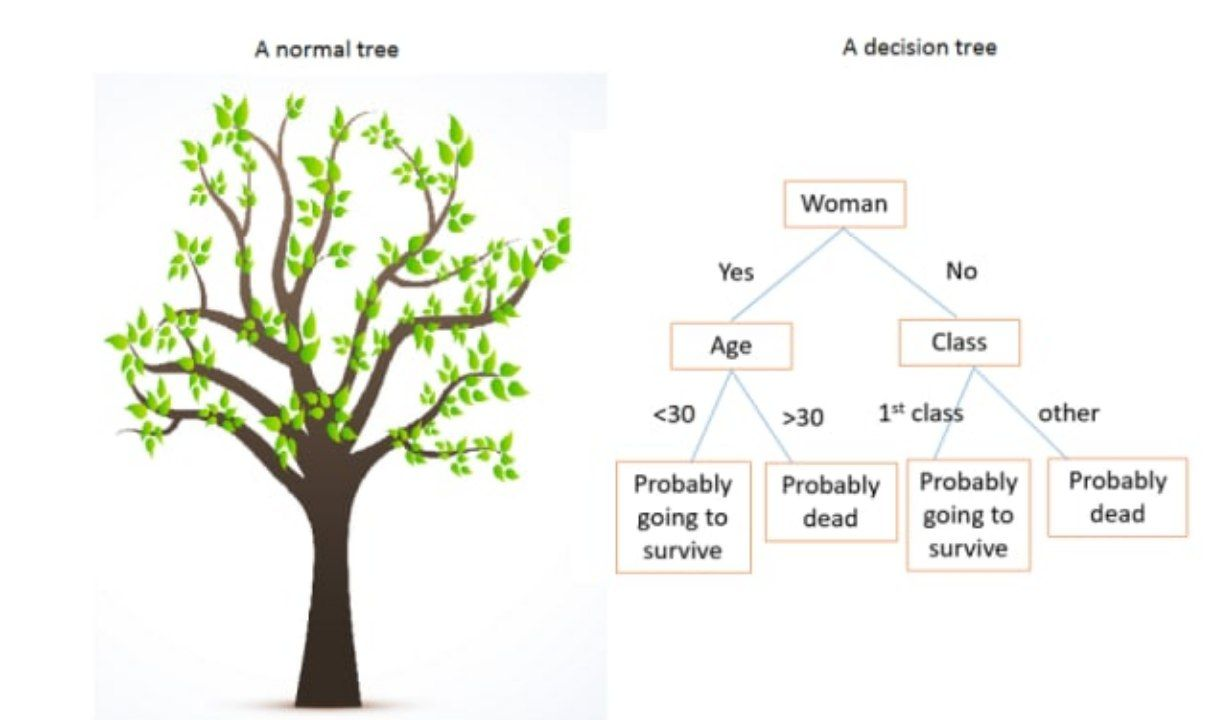 A normal tree
A decision tree
Woman
Yes
No
Age
Class
<30
>30
1st class
other
Probably
going to
survive
Probably
dead
Probably
going to
survive
Probably
dead